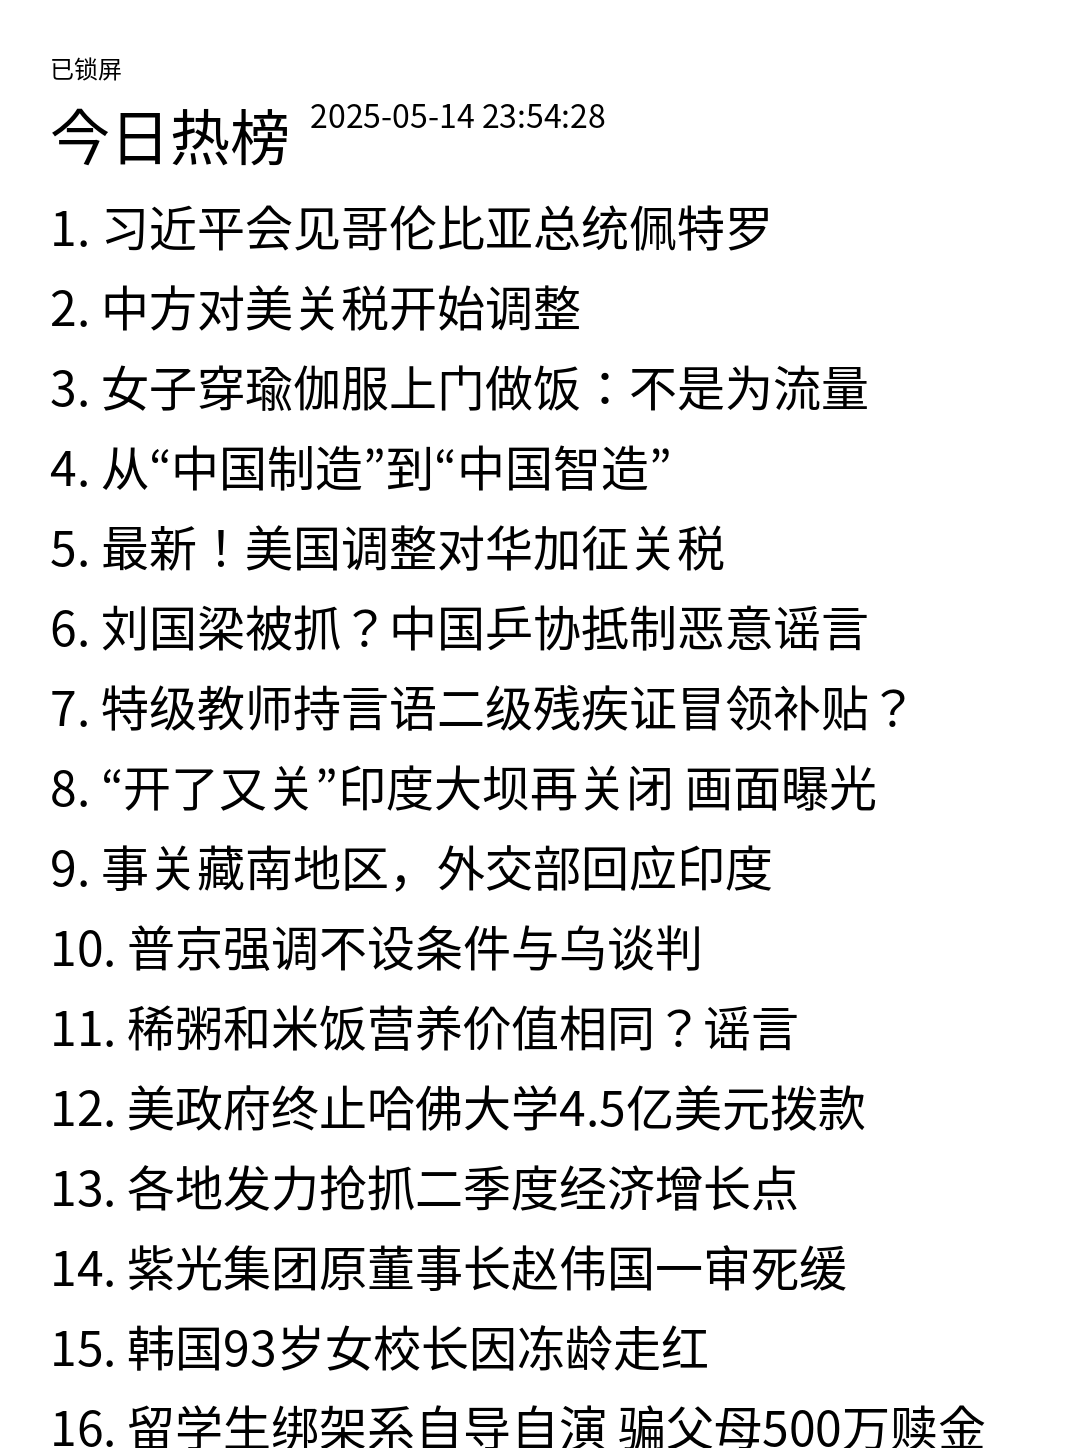 已锁屏
今日热榜 2025-05-14 23:54:28
1. 习近平会见哥伦比亚总统佩特罗
2. 中方对美关税开始调整
3. 女子穿瑜伽服上门做饭：不是为流量
4. 从“中国制造”到“中国智造”
5. 最新！美国调整对华加征关税
6. 刘国梁被抓？中国乒协抵制恶意谣言
7. 特级教师持言语二级残疾证冒领补贴？
8. “开了又关”印度大坝再关闭 画面曝光
9. 事关藏南地区，外交部回应印度
10. 普京强调不设条件与乌谈判
11. 稀粥和米饭营养价值相同？谣言
12. 美政府终止哈佛大学4.5亿美元拨款
13. 各地发力抢抓二季度经济增长点
14. 紫光集团原董事长赵伟国一审死缓
15. 韩国93岁女校长因冻龄走红
16. 留学生绑架系自导自演 骗父母500万赎金